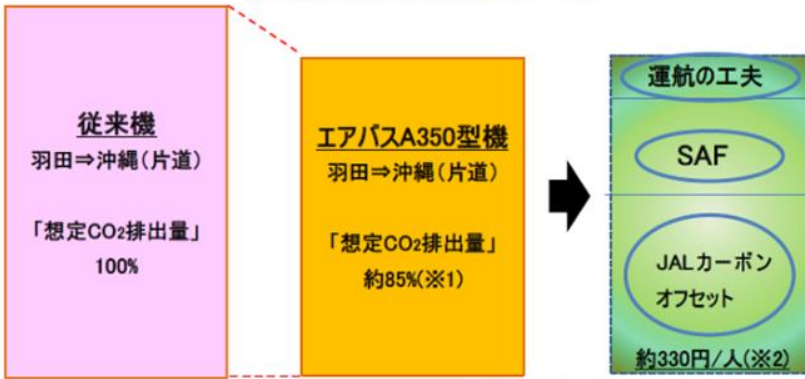 従来機
羽田⇒沖縄(片道)
「想定CO₂排出量」
100%
エアバスA350型機
羽田⇒沖縄(片道)
「想定CO₂排出量」
約85%(※1)
運航の工夫
SAF
JALカーボン
オフセット
約330円/人(※2)